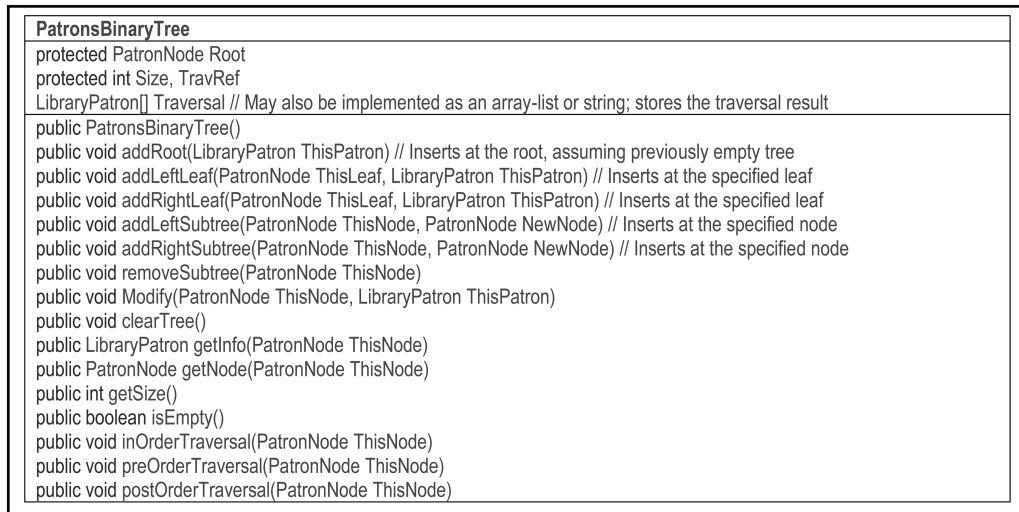 PatronsBinaryTree
protected PatronNode Root
protected int Size, TravRef
LibraryPatron[] Traversal // May also be implemented as an array-list or string; stores the traversal result
public PatronsBinaryTree()
public void addRoot(LibraryPatron ThisPatron) // Inserts at the root, assuming previously empty tree
public void addLeftLeaf(PatronNode ThisLeaf, LibraryPatron ThisPatron) // Inserts at the specified leaf
public void addRightLeaf(PatronNode ThisLeaf, LibraryPatron ThisPatron) // Inserts at the specified leaf
public void addLeftSubtree(PatronNode ThisNode, PatronNode NewNode) // Inserts at the specified node
public void addRightSubtree(PatronNode ThisNode, PatronNode NewNode) // Inserts at the specified node
public void removeSubtree(PatronNode ThisNode)
public void Modify(PatronNode ThisNode, LibraryPatron ThisPatron)
public void clearTree()
public LibraryPatron getInfo(PatronNode ThisNode)
public PatronNode getNode(PatronNode ThisNode)
public int getSize()
public boolean isEmpty()
public void inOrderTraversal(PatronNode ThisNode)
public void preOrderTraversal(PatronNode ThisNode)
public void postOrderTraversal(PatronNode ThisNode)